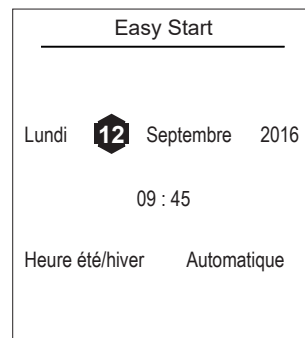 Easy Start
Lundi 12 Septembre 2016
09 : 45
Heure été/hiver Automatique